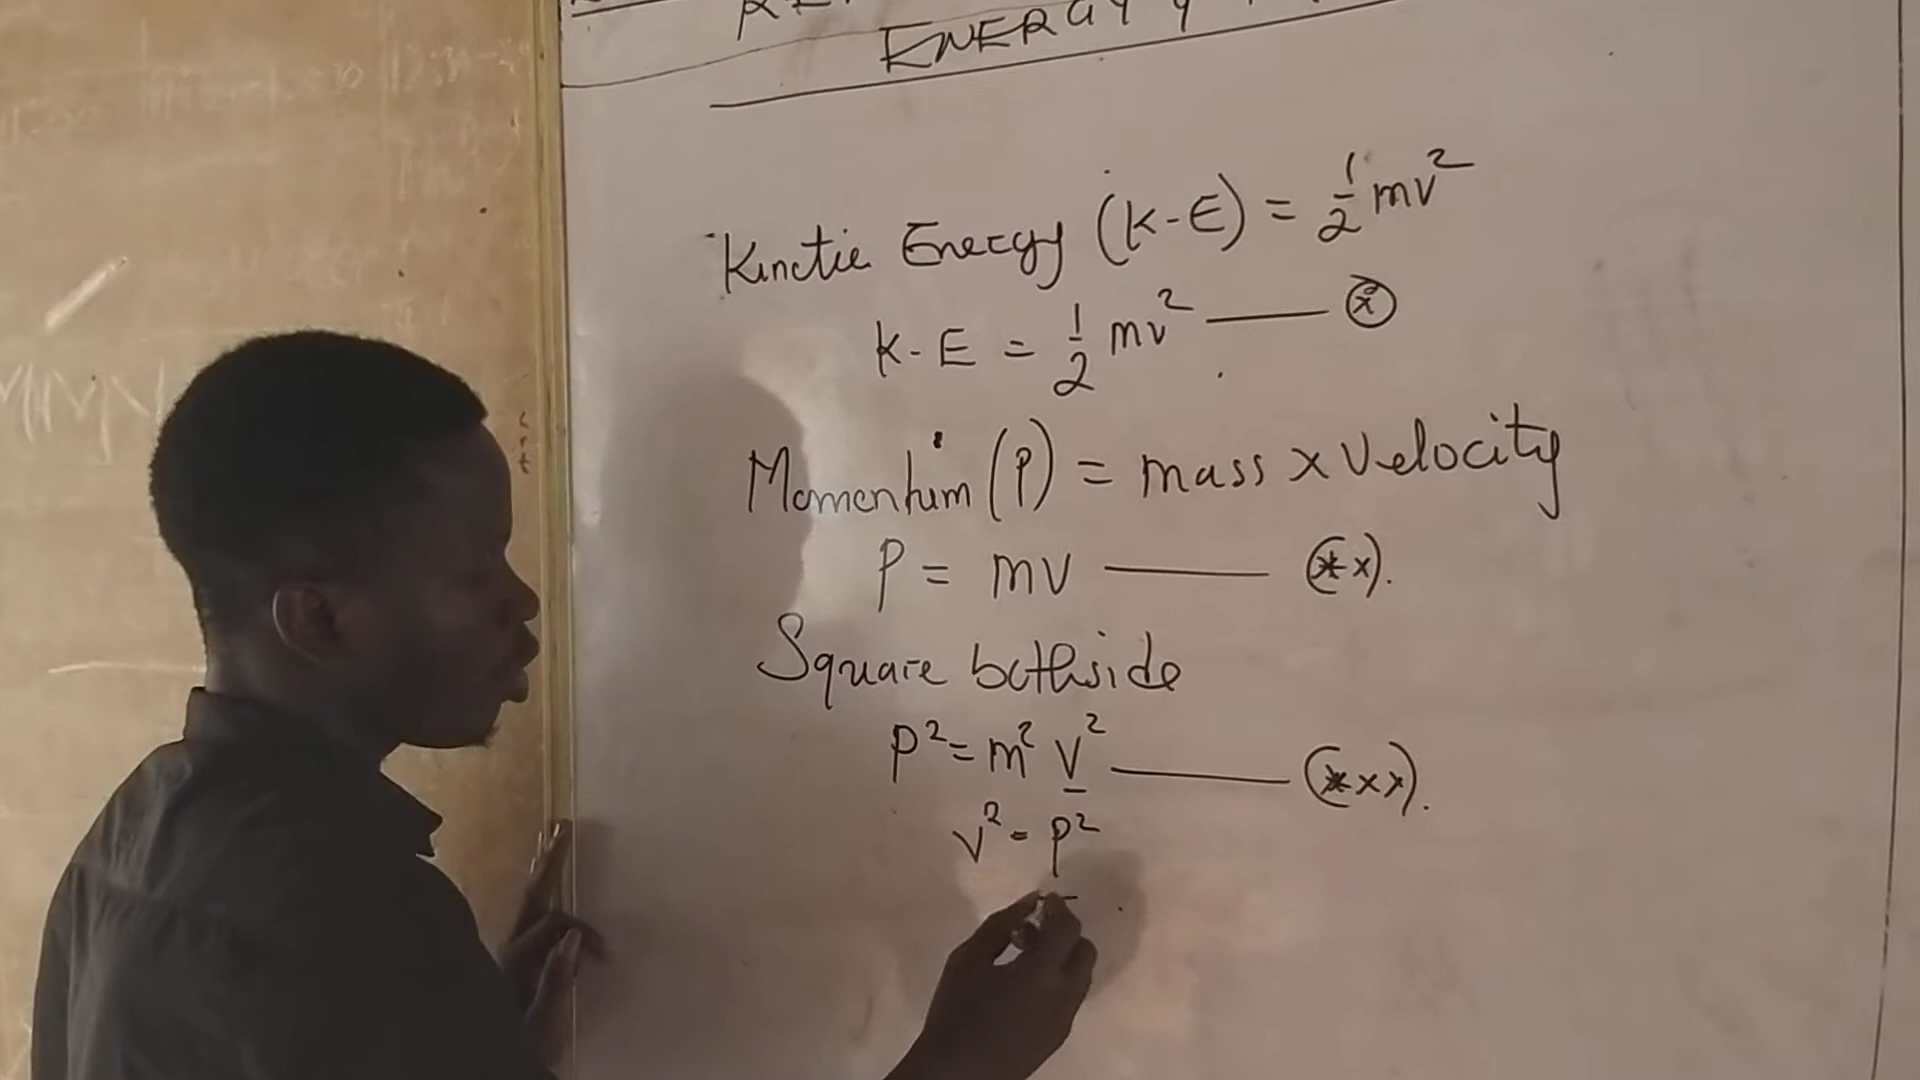 ENERGY
Kinetic Energy (K-E) = 1/2 mv²
K-E = 1/2 mv² —— (*)
Momentum (P) = mass x velocity
P = mv —— (**).
Square bothside
P² = m² v² —— (***).
v² = P²